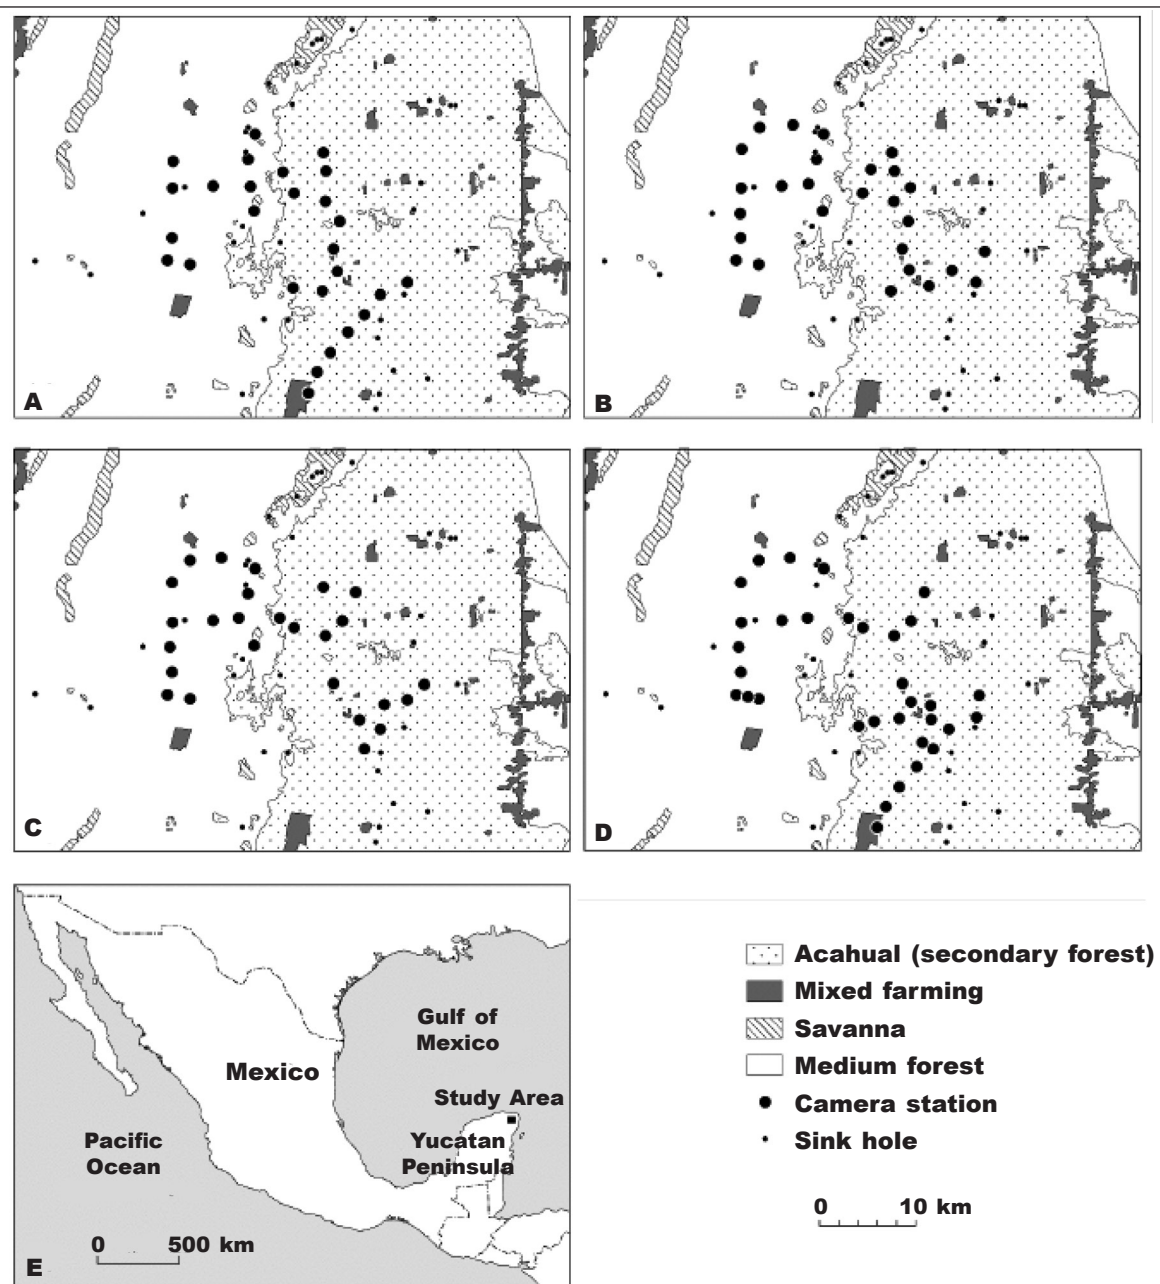 A
B
C
D
Gulf of
Mexico
Mexico
Study Area
Pacific
Ocean
Yucatan
Peninsula
0 500 km
E
Acahual (secondary forest)
Mixed farming
Savanna
Medium forest
Camera station
Sink hole
0 10 km